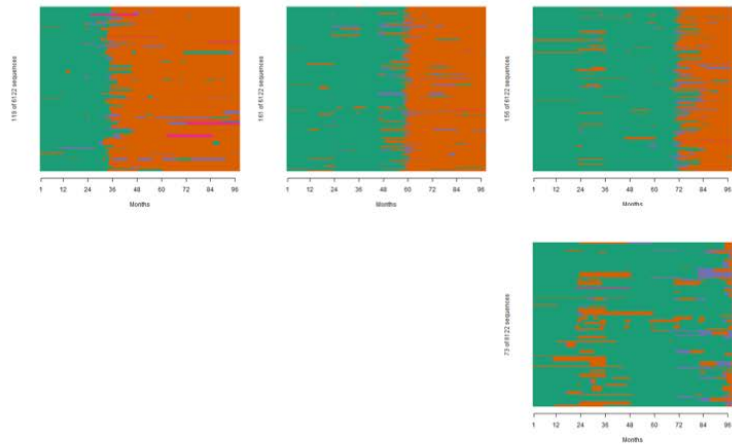 118 of 6122 sequences
1 12 24 36 48 60 72 84 96
Months
161 of 6122 sequences
1 12 24 36 48 60 72 84 96
Months
156 of 6122 sequences
1 12 24 36 48 60 72 84 96
Months
73 of 6122 sequences
1 12 24 36 48 60 72 84 96
Months